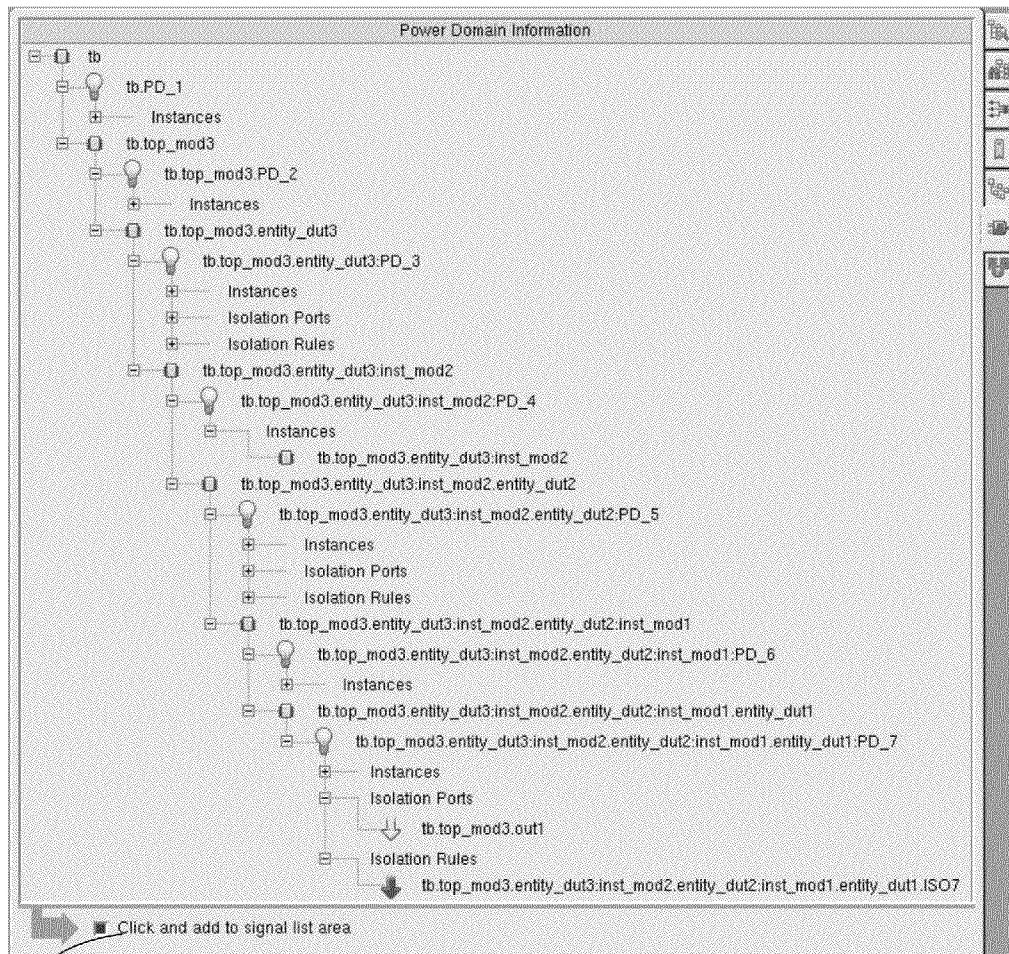 Power Domain Information
tb
tb.PD_1
Instances
tb.top_mod3
tb.top_mod3.PD_2
Instances
tb.top_mod3.entity_dut3
tb.top_mod3.entity_dut3:PD_3
Instances
Isolation Ports
Isolation Rules
tb.top_mod3.entity_dut3:inst_mod2
tb.top_mod3.entity_dut3:inst_mod2:PD_4
Instances
tb.top_mod3.entity_dut3:inst_mod2
tb.top_mod3.entity_dut3:inst_mod2.entity_dut2
tb.top_mod3.entity_dut3:inst_mod2.entity_dut2:PD_5
Instances
Isolation Ports
Isolation Rules
tb.top_mod3.entity_dut3:inst_mod2.entity_dut2:inst_mod1
tb.top_mod3.entity_dut3:inst_mod2.entity_dut2:inst_mod1:PD_6
Instances
tb.top_mod3.entity_dut3:inst_mod2.entity_dut2:inst_mod1.entity_dut1
tb.top_mod3.entity_dut3:inst_mod2.entity_dut2:inst_mod1.entity_dut1:PD_7
Instances
Isolation Ports
tb.top_mod3.out1
Isolation Rules
tb.top_mod3.entity_dut3:inst_mod2.entity_dut2:inst_mod1.entity_dut1.ISO7
Click and add to signal list area